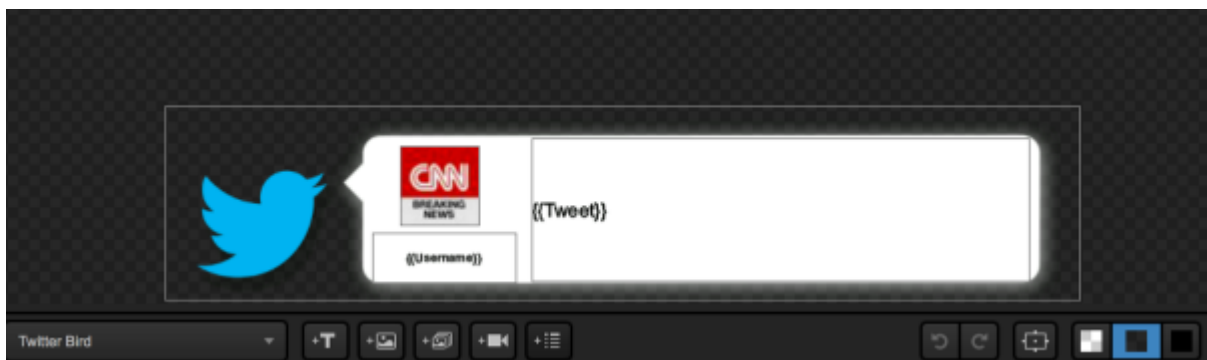 CNN
BREAKING
NEWS
{{Tweet}}
{{Username}}
Twitter Bird
+T